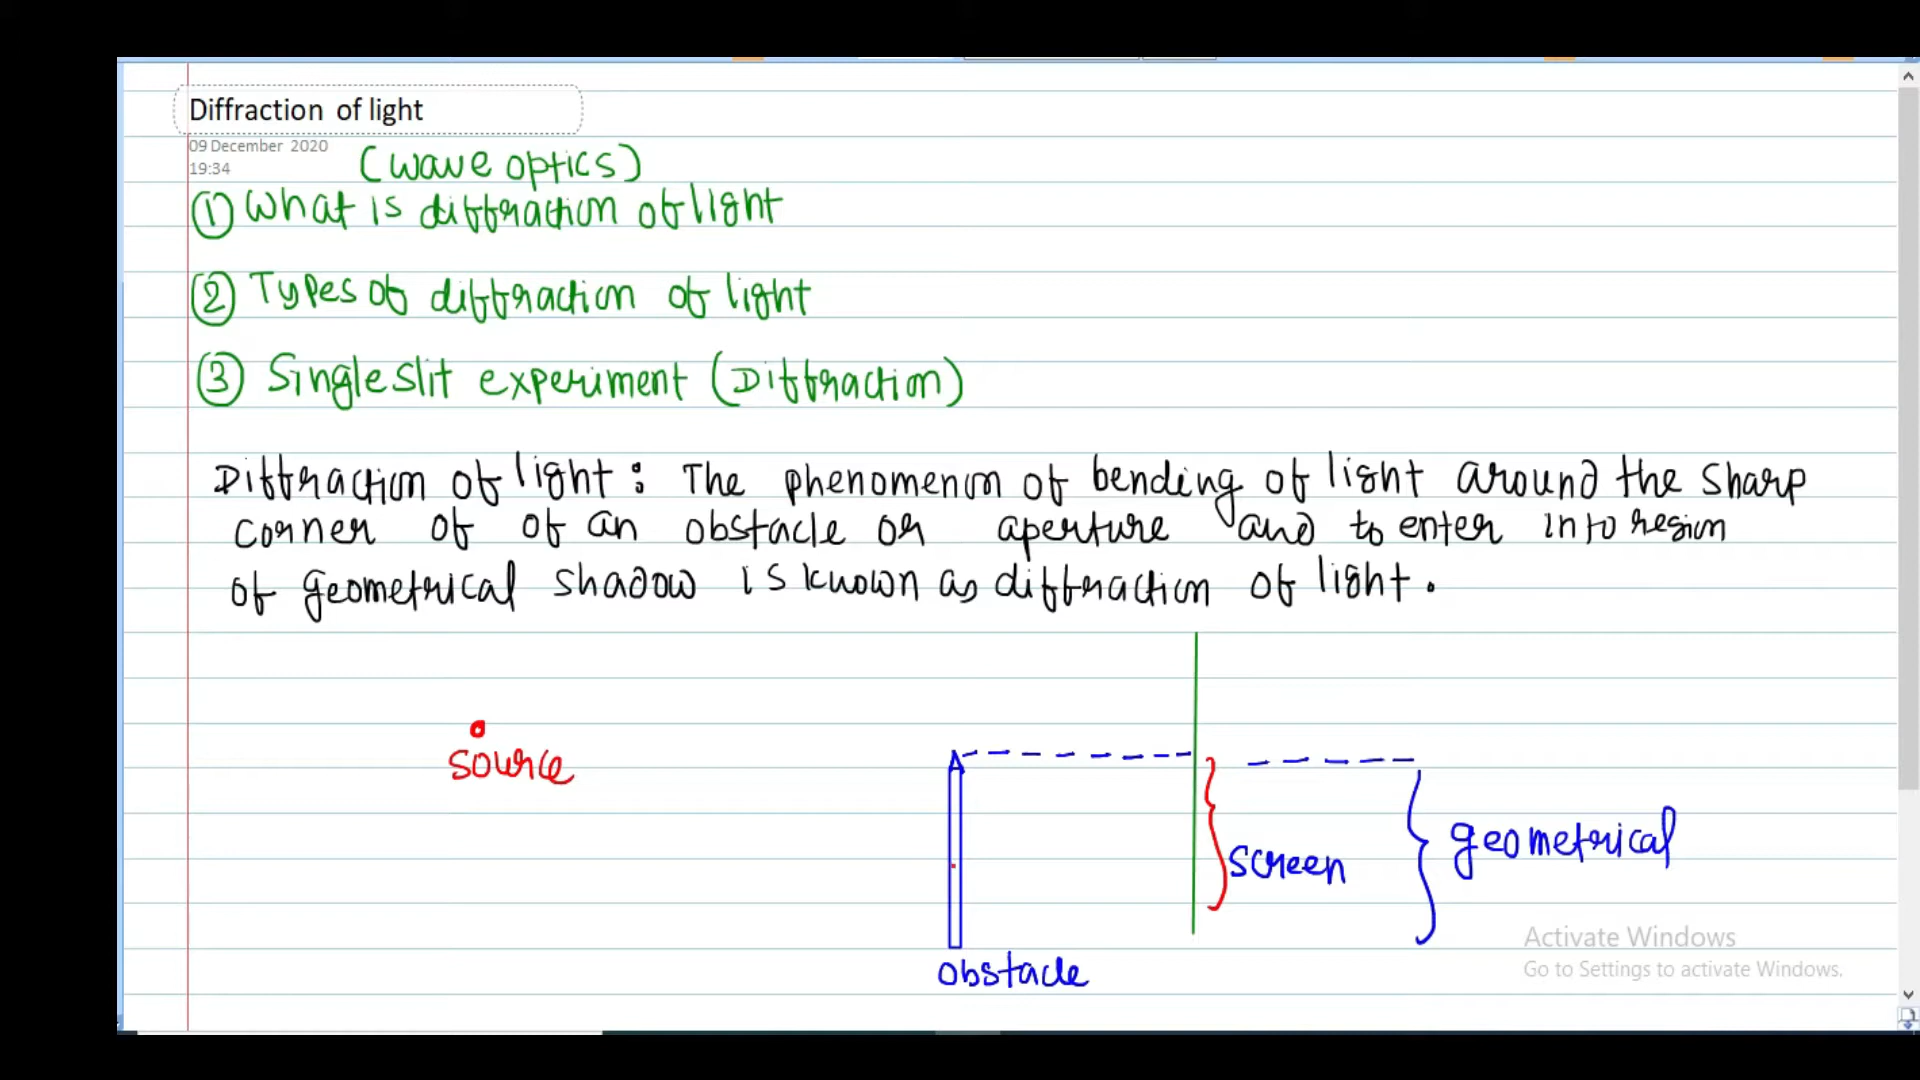 Diffraction of light
09 December 2020
19:34
(wave optics)
① What is diffraction of light
② Types of diffraction of light
③ Single slit experiment (Diffraction)
Diffraction of light : The phenomenon of bending of light around the sharp
corner of of an obstacle or aperture and to enter into region
of geometrical shadow is known as diffraction of light .
source
A
screen
geometrical
obstacle
Activate Windows
Go to Settings to activate Windows.